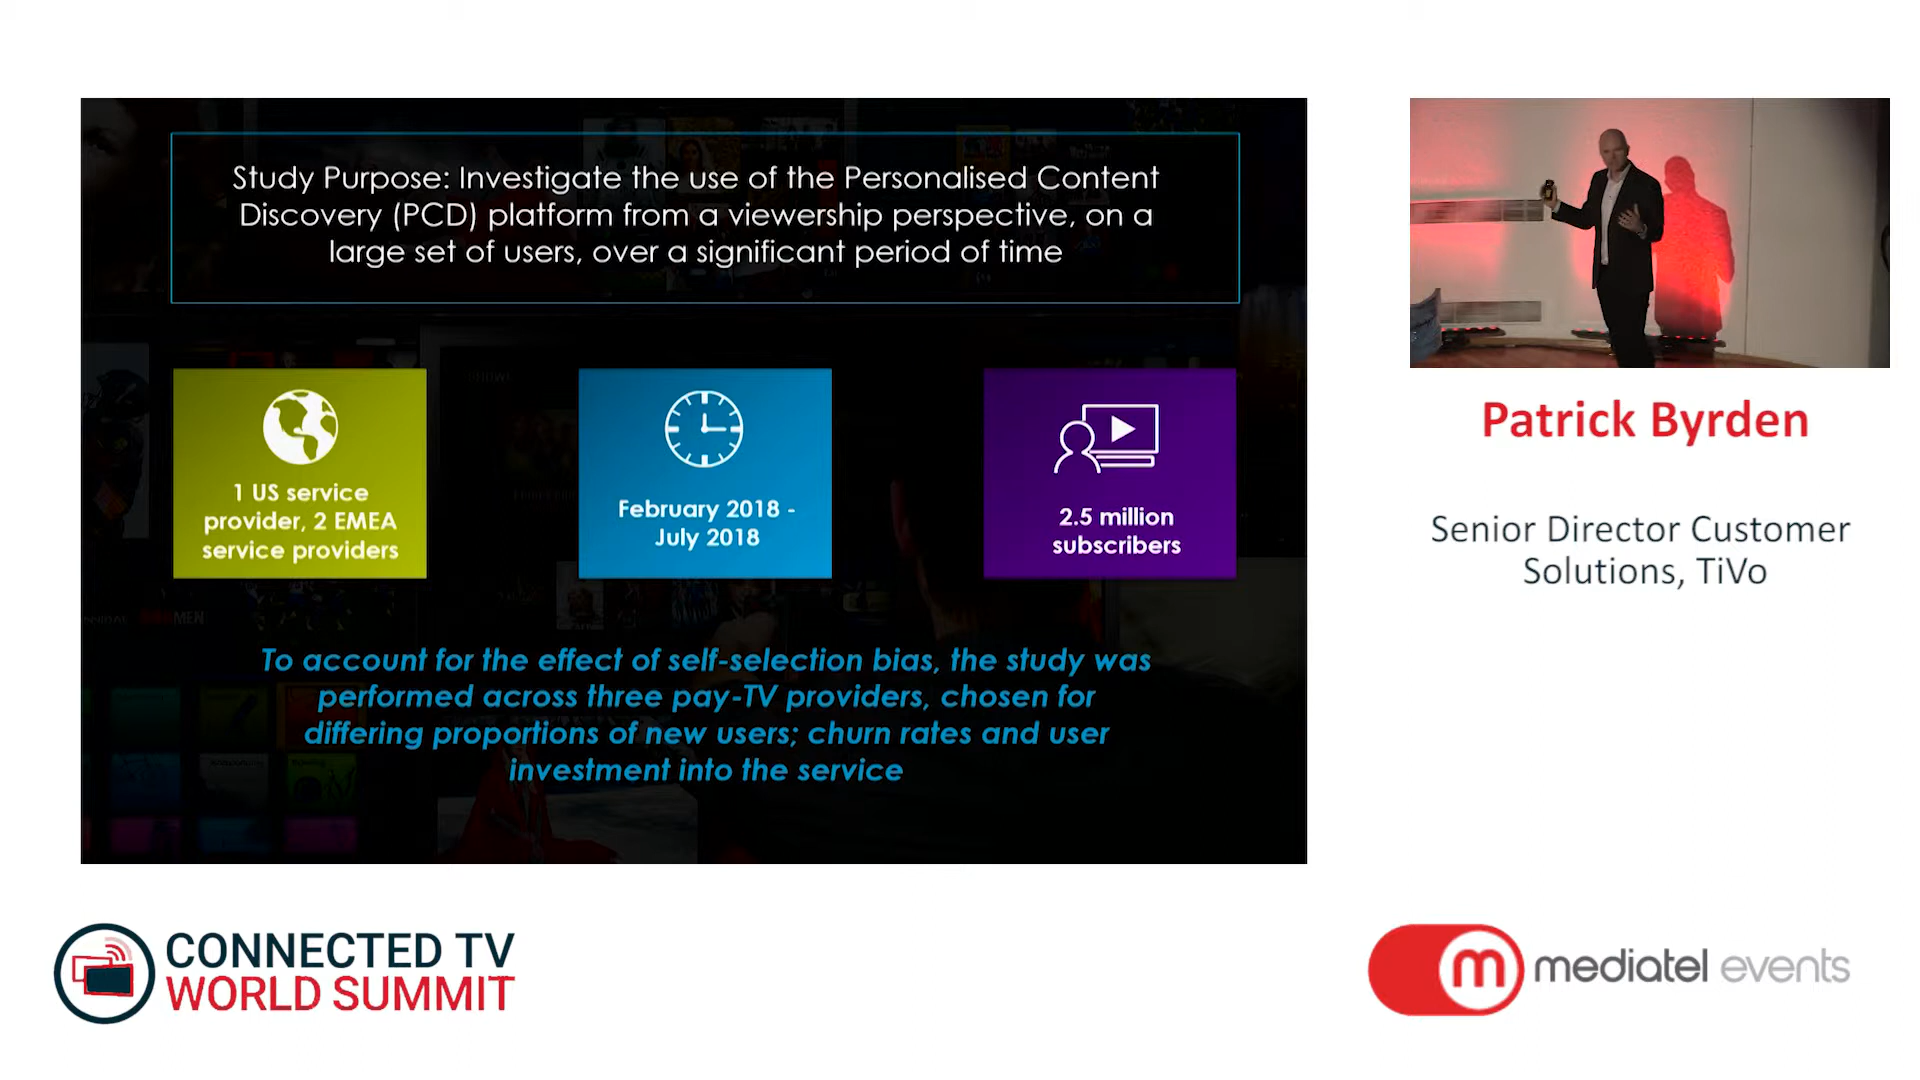 Study Purpose: Investigate the use of the Personalised Content
Discovery (PCD) platform from a viewership perspective, on a
large set of users, over a significant period of time
1 US service
provider, 2 EMEA
service providers
February 2018 -
July 2018
2.5 million
subscribers
To account for the effect of self-selection bias, the study was
performed across three pay-TV providers, chosen for
differing proportions of new users; churn rates and user
investment into the service
Patrick Byrden
Senior Director Customer
Solutions, TiVo
CONNECTED TV
WORLD SUMMIT
m mediatel events